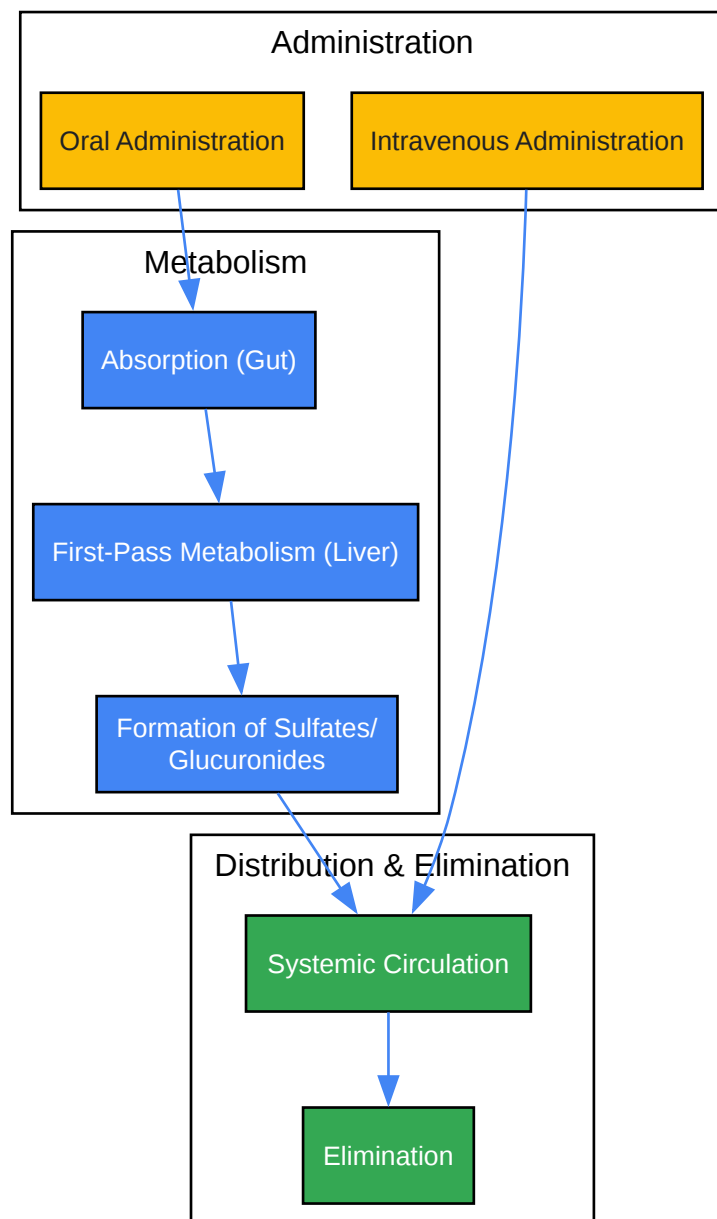 Administration
Oral Administration
Intravenous Administration
Metabolism
Absorption (Gut)
First-Pass Metabolism (Liver)
Formation of Sulfates/
Glucuronides
Distribution & Elimination
Systemic Circulation
Elimination